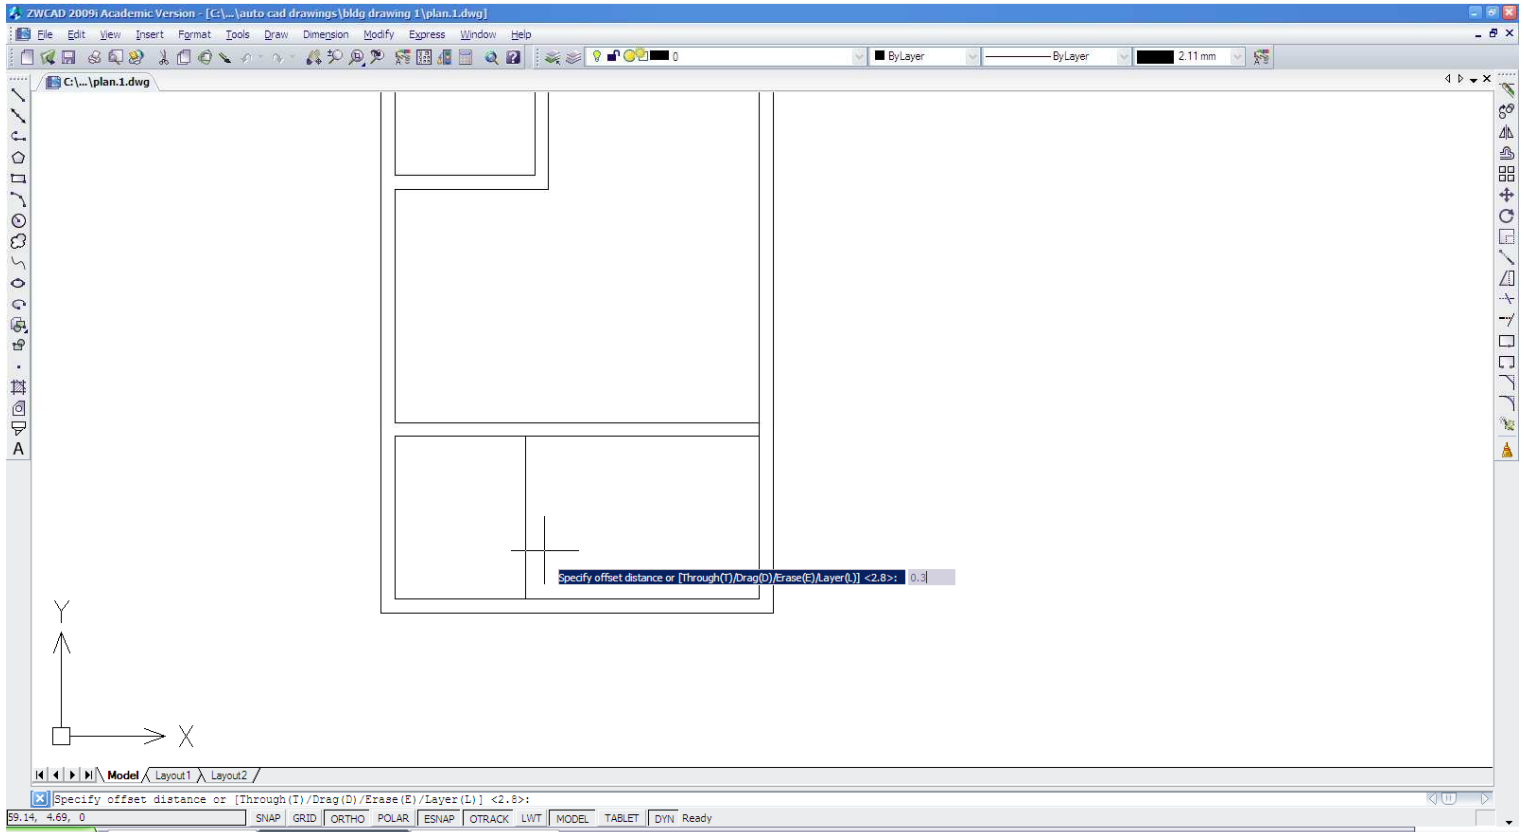 ZWCAD 2009i Academic Version - [C:\...\auto cad drawings\bldg drawing 1\plan.1.dwg]
File Edit View Insert Format Tools Draw Dimension Modify Express Window Help
0 ByLayer ByLayer 2.11 mm
C:\...\plan.1.dwg
A
Specify offset distance or [Through(T)/Drag(D)/Erase(E)/Layer(L)] <2.8>: 0.3
Y
X
Model Layout1 Layout2
Specify offset distance or [Through(T)/Drag(D)/Erase(E)/Layer(L)] <2.8>:
59.14, 4.69, 0 SNAP GRID ORTHO POLAR ESNAP OTRACK LWT MODEL TABLET DYN Ready